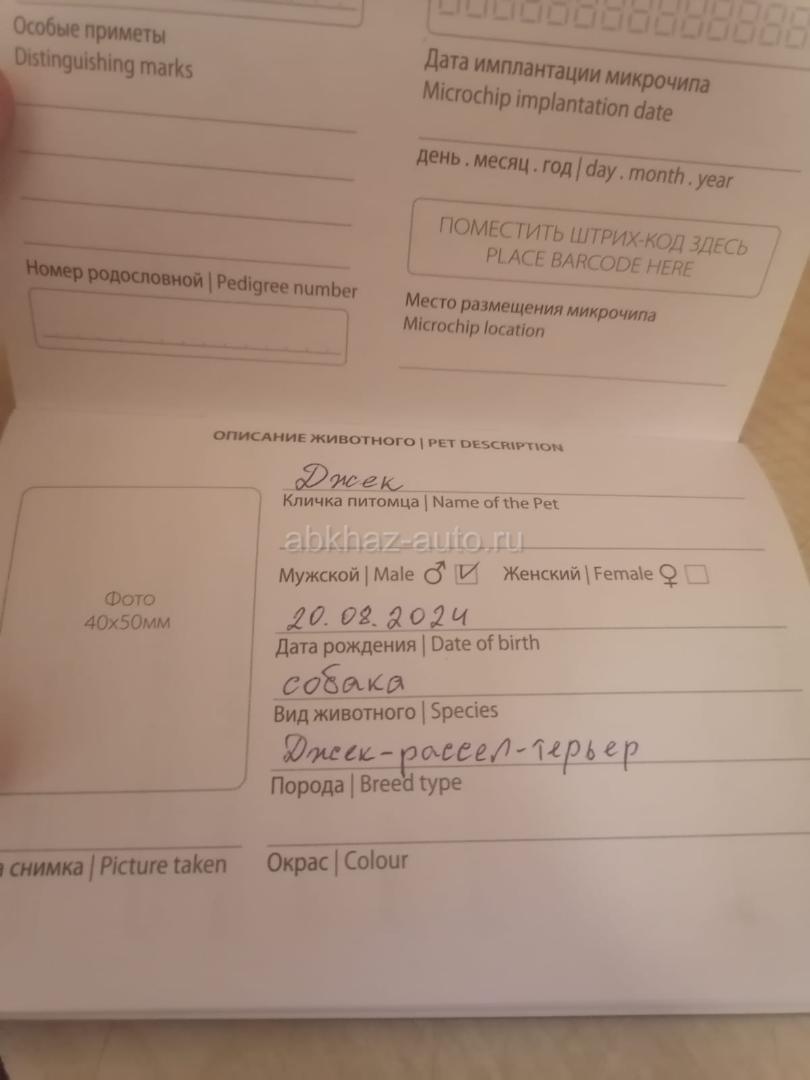 Особые приметы
Distinguishing marks
Номер родословной | Pedigree number
Дата имплантации микрочипа
Microchip implantation date
день . месяц . год | day . month . year
ПОМЕСТИТЬ ШТРИХ-КОД ЗДЕСЬ
PLACE BARCODE HERE
Место размещения микрочипа
Microchip location
ОПИСАНИЕ ЖИВОТНОГО | PET DESCRIPTION
Фото
40x50мм
снимка | Picture taken
Джек
Кличка питомца | Name of the Pet
abkhaz-auto.ru
Мужской | Male ♂ ☑ Женский | Female ♀ ☐
20.08.2024
Дата рождения | Date of birth
собака
Вид животного | Species
Джек-рассел-терьер
Порода | Breed type
Окрас | Colour